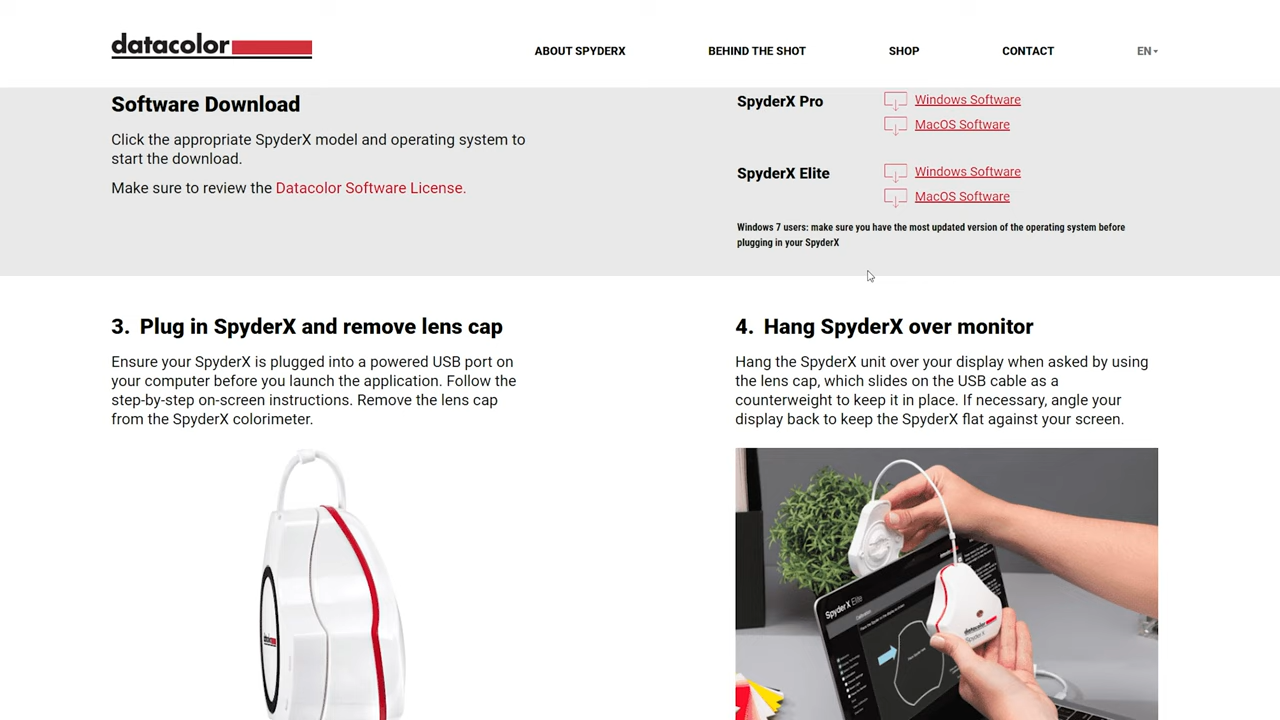 datacolor
ABOUT SPYDERX
BEHIND THE SHOT
SHOP
CONTACT
EN
Software Download
Click the appropriate SpyderX model and operating system to
start the download.
Make sure to review the Datacolor Software License.
SpyderX Pro
Windows Software
MacOS Software
SpyderX Elite
Windows Software
MacOS Software
Windows 7 users: make sure you have the most updated version of the operating system before
plugging in your SpyderX
3. Plug in SpyderX and remove lens cap
Ensure your SpyderX is plugged into a powered USB port on
your computer before you launch the application. Follow the
step-by-step on-screen instructions. Remove the lens cap
from the SpyderX colorimeter.
datacolor
4. Hang SpyderX over monitor
Hang the SpyderX unit over your display when asked by using
the lens cap, which slides on the USB cable as a
counterweight to keep it in place. If necessary, angle your
display back to keep the SpyderX flat against your screen.
SpyderX Elite
datacolor
SpyderX